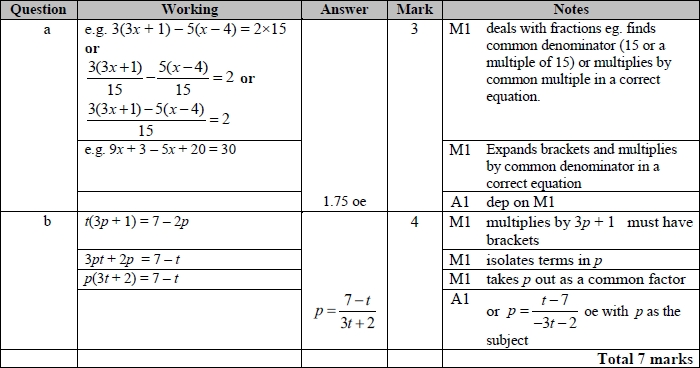 Question Working Answer Mark Notes
a e.g. 3(3x + 1) – 5(x – 4) = 2×15 3 M1 deals with fractions eg. finds
or common denominator (15 or a
3(3x+1)/15 − 5(x−4)/15 = 2 or multiple of 15) or multiplies by
common multiple in a correct
3(3x+1)−5(x−4)/15 = 2 equation.
e.g. 9x + 3 – 5x + 20 = 30 M1 Expands brackets and multiplies
by common denominator in a
correct equation
1.75 oe A1 dep on M1
b t(3p + 1) = 7 – 2p 4 M1 multiplies by 3p + 1 must have
brackets
3pt + 2p = 7 – t M1 isolates terms in p
p(3t + 2) = 7 – t M1 takes p out as a common factor
p = 7−t/3t+2 A1 or p = t−7/−3t−2 oe with p as the
subject
Total 7 marks